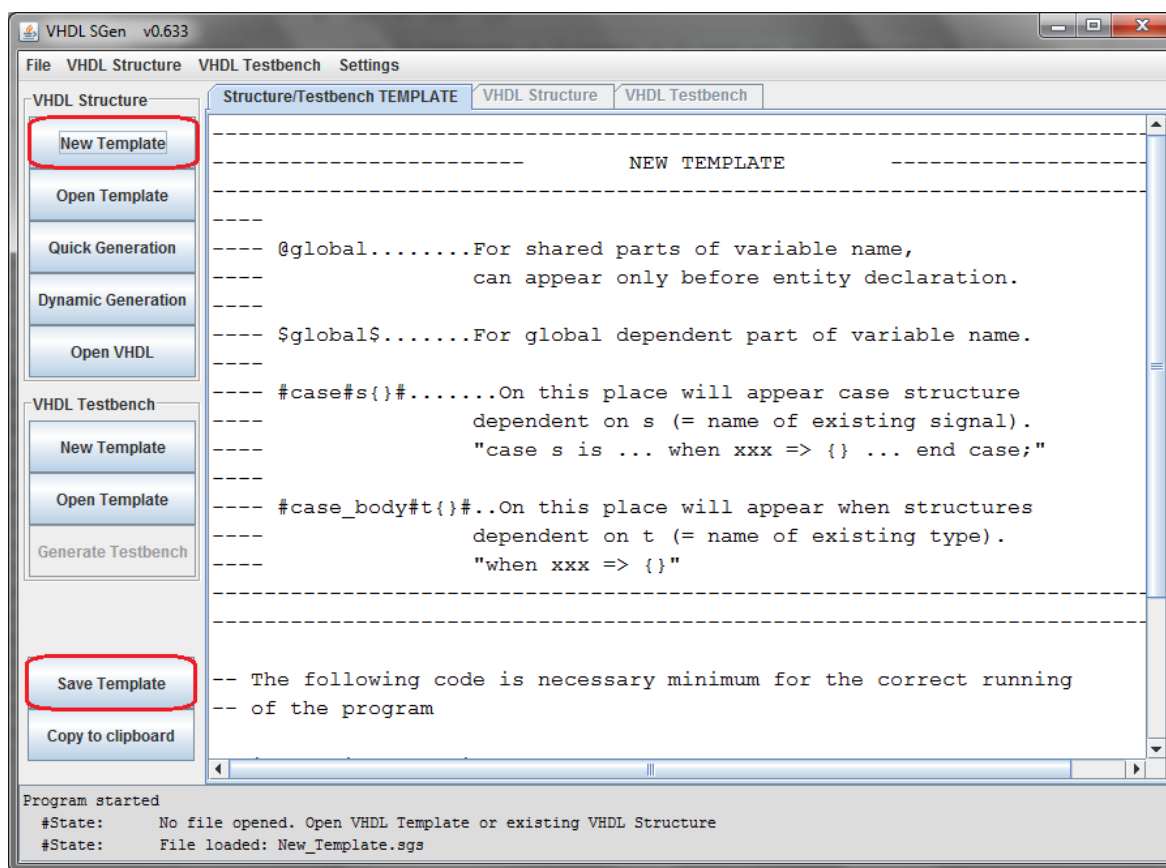 VHDL SGen v0.633
File VHDL Structure VHDL Testbench Settings
VHDL Structure
New Template
Open Template
Quick Generation
Dynamic Generation
Open VHDL
VHDL Testbench
New Template
Open Template
Generate Testbench
Save Template
Copy to clipboard
Structure/Testbench TEMPLATE VHDL Structure VHDL Testbench
------------------------------------------------------------------------
------------------------ NEW TEMPLATE --------------------
------------------------------------------------------------------------
----
---- @global........For shared parts of variable name,
---- can appear only before entity declaration.
----
---- $global$.......For global dependent part of variable name.
----
---- #case#s{}#.......On this place will appear case structure
---- dependent on s (= name of existing signal).
---- "case s is ... when xxx => {} ... end case;"
----
---- #case_body#t{}#..On this place will appear when structures
---- dependent on t (= name of existing type).
---- "when xxx => {}"
------------------------------------------------------------------------
------------------------------------------------------------------------
-- The following code is necessary minimum for the correct running
-- of the program
Program started
#State: No file opened. Open VHDL Template or existing VHDL Structure
#State: File loaded: New_Template.sgs